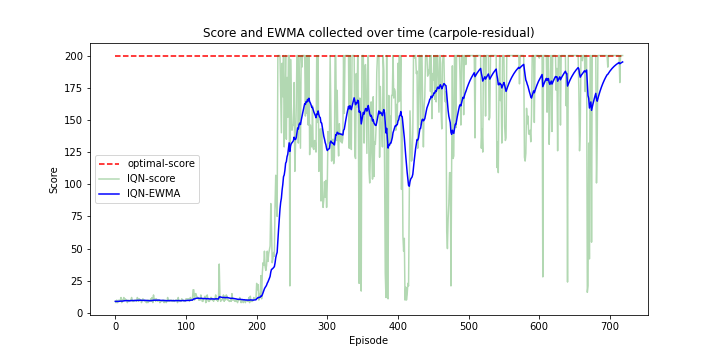 Score and EWMA collected over time (carpole-residual)
200
175
150
125
100
75
50
25
0
Score
optimal-score
IQN-score
IQN-EWMA
0 100 200 300 400 500 600 700
Episode